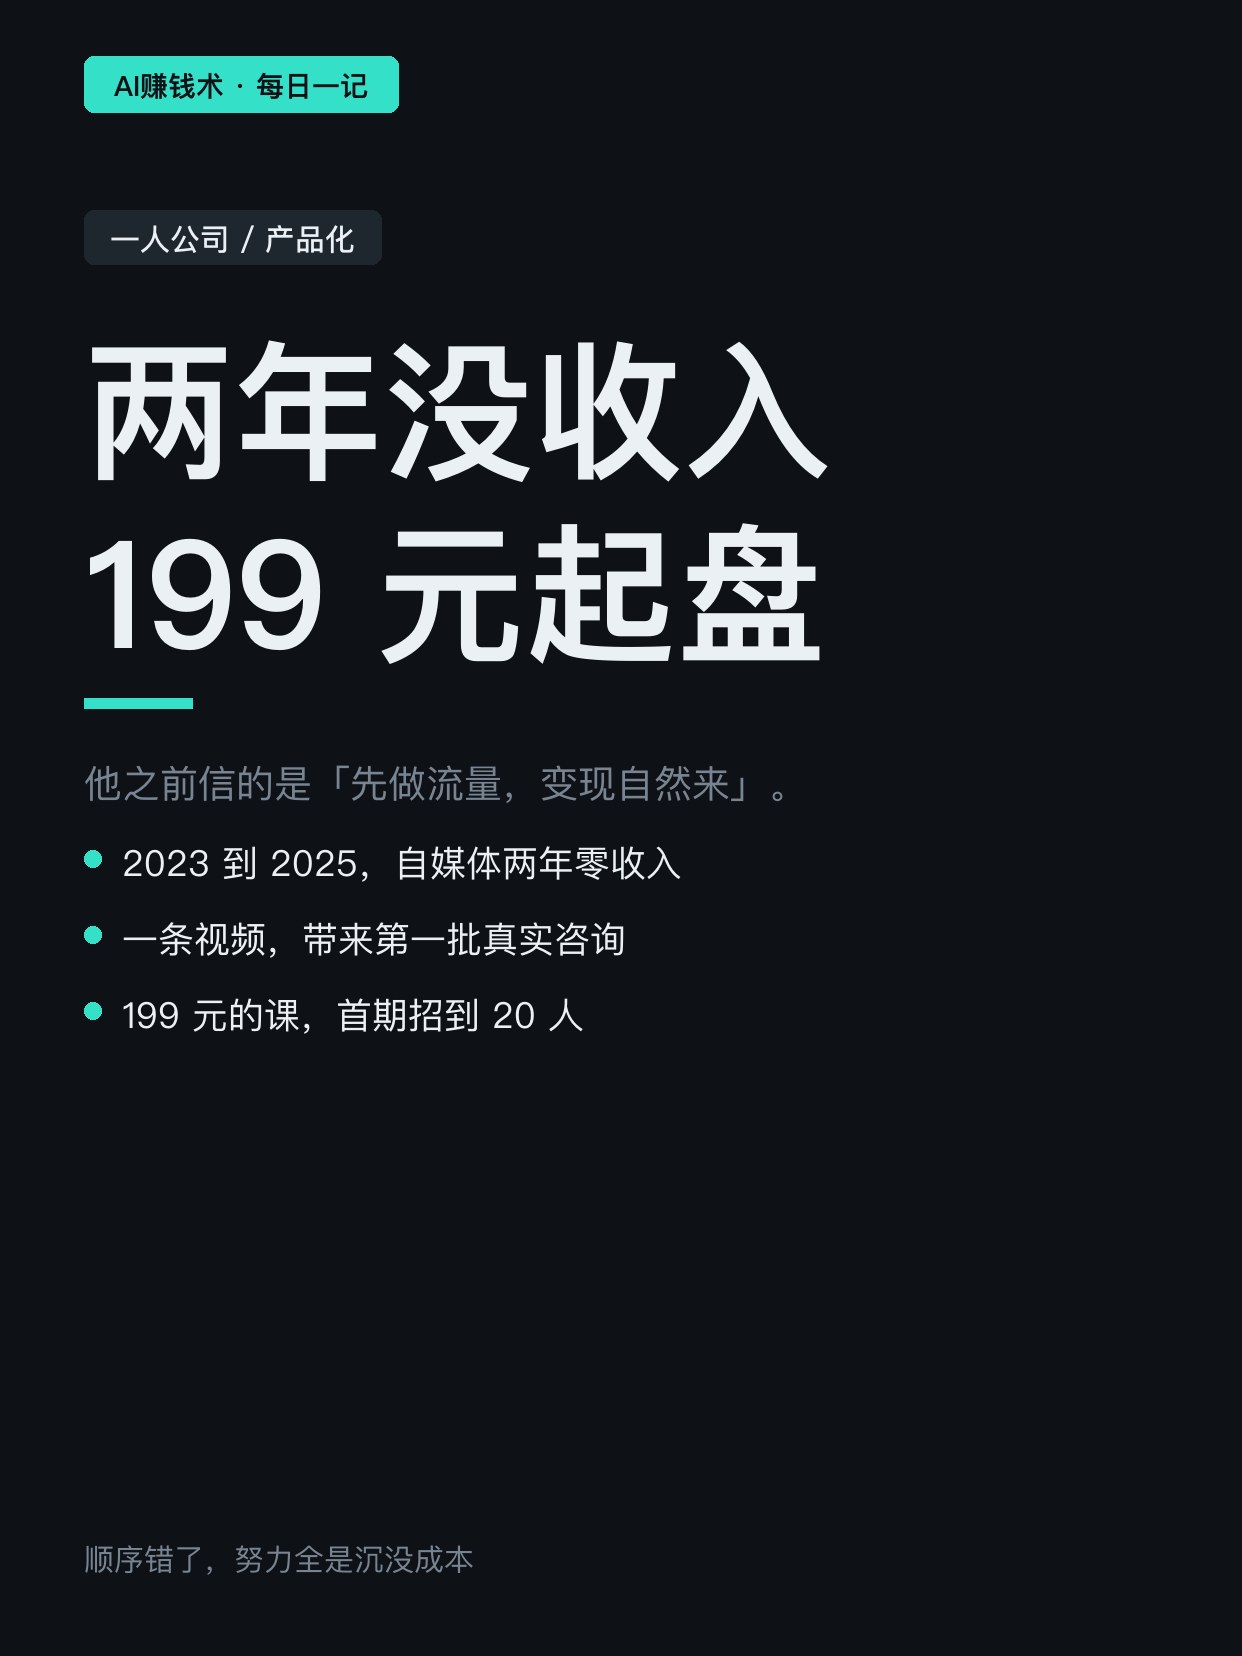 AI赚钱术 · 每日一记
一人公司 / 产品化
两年没收入
199 元起盘
他之前信的是「先做流量，变现自然来」。
2023 到 2025，自媒体两年零收入
一条视频，带来第一批真实咨询
199 元的课，首期招到 20 人
顺序错了，努力全是沉没成本